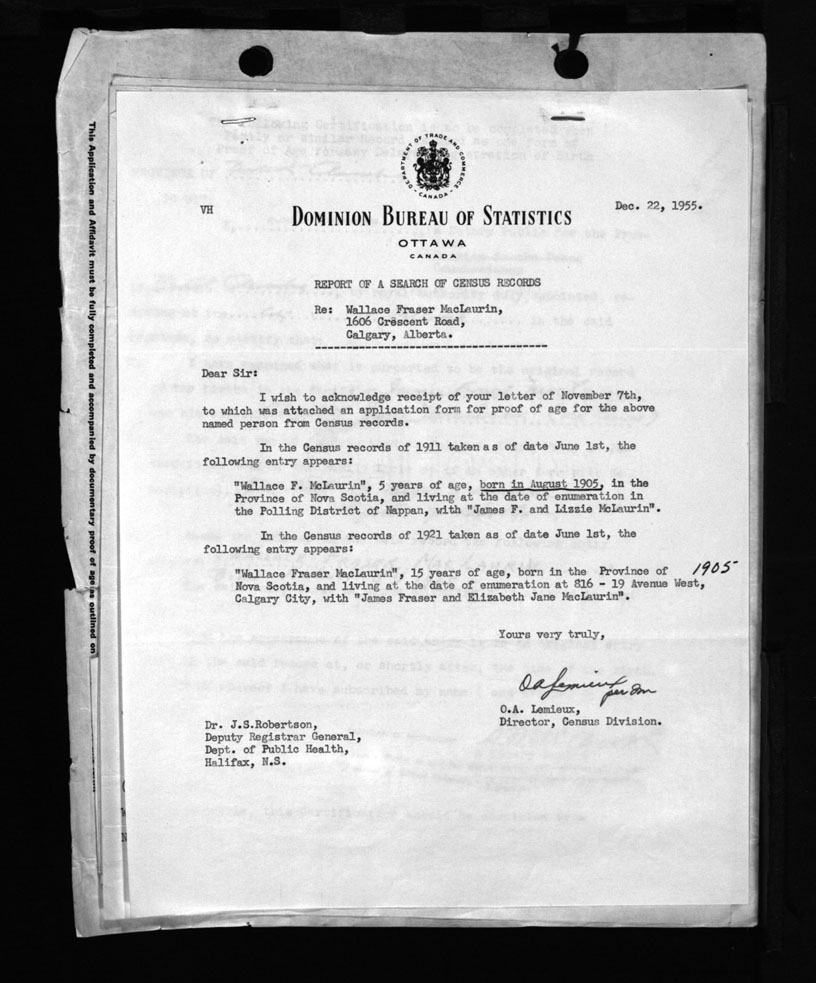 DEPARTMENT OF TRADE AND COMMERCE
- CANADA -
VH
Dec. 22, 1955.
DOMINION BUREAU OF STATISTICS
OTTAWA
CANADA
REPORT OF A SEARCH OF CENSUS RECORDS
Re: Wallace Fraser MacLaurin,
1606 Crescent Road,
Calgary, Alberta.
Dear Sir:
I wish to acknowledge receipt of your letter of November 7th,
to which was attached an application form for proof of age for the above
named person from Census records.
In the Census records of 1911 taken as of date June 1st, the
following entry appears:
"Wallace F. McLaurin", 5 years of age, born in August 1905, in the
Province of Nova Scotia, and living at the date of enumeration in
the Polling District of Nappan, with "James F. and Lizzie McLaurin".
In the Census records of 1921 taken as of date June 1st, the
following entry appears:
"Wallace Fraser MacLaurin", 15 years of age, born in the Province of 1905
Nova Scotia, and living at the date of enumeration at 816 - 19 Avenue West,
Calgary City, with "James Fraser and Elizabeth Jane MacLaurin".
Yours very truly,
OALemieux
per
O.A. Lemieux,
Director, Census Division.
Dr. J.S.Robertson,
Deputy Registrar General,
Dept. of Public Health,
Halifax, N.S.
This Application and Affidavit must be fully completed and accompanied by documentary proof of age as outlined on